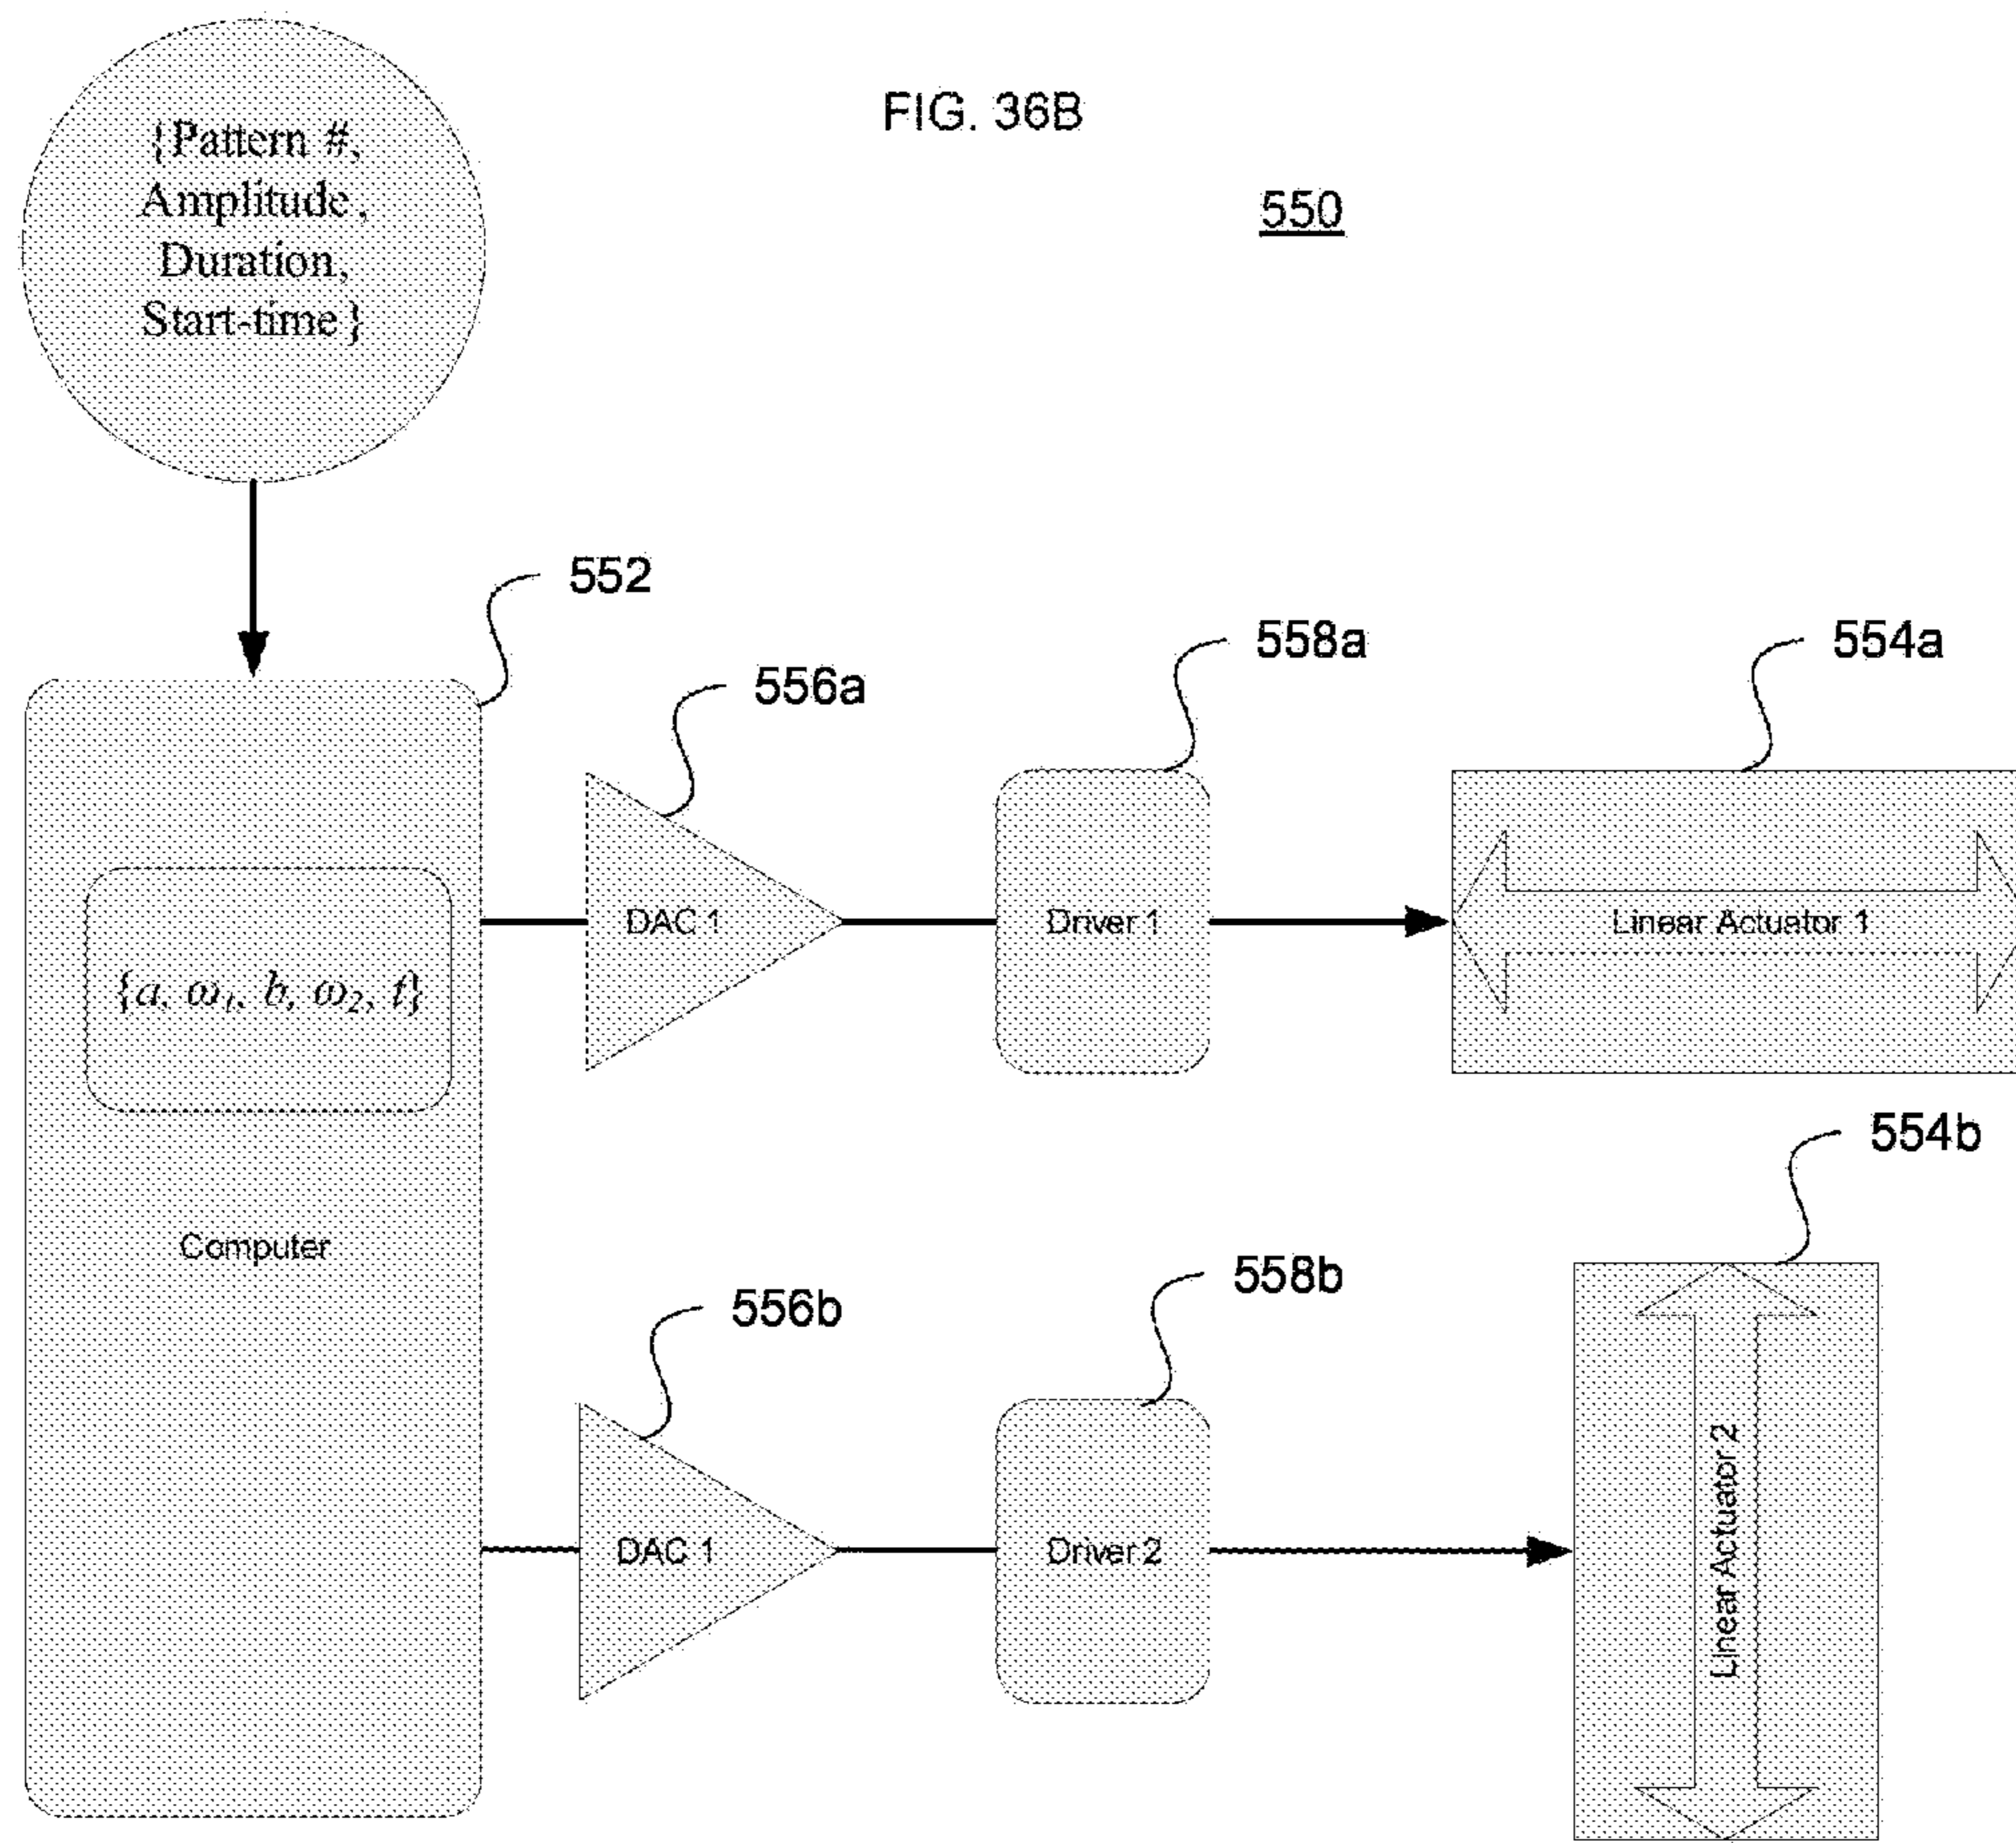 FIG. 36B
550
{Pattern #,
Amplitude,
Duration,
Start-time}
552
556a
558a
554a
{a, ω₁, b, ω₂, t}
Computer
DAC 1
Driver 1
Linear Actuator 1
556b
558b
554b
DAC 1
Driver 2
Linear Actuator 2